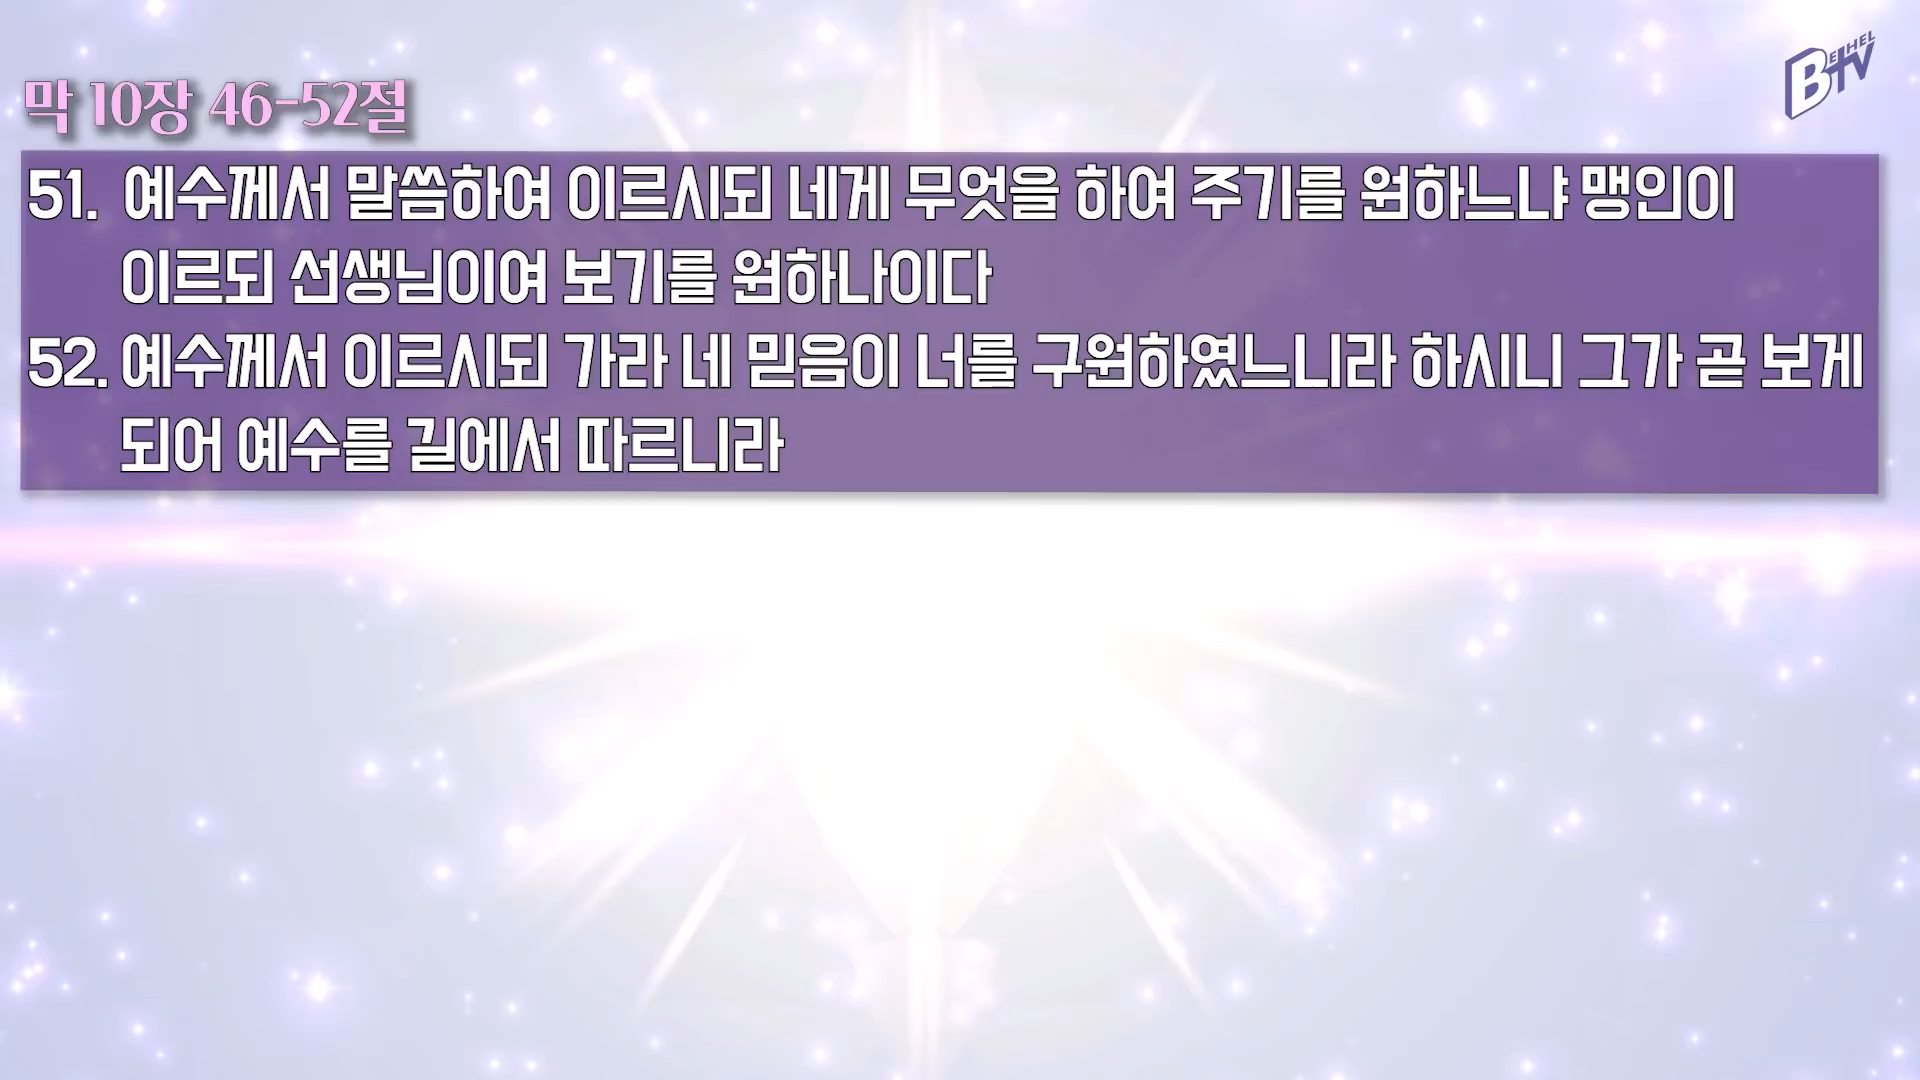 BETHEL TV
막 10장 46-52절
51. 예수께서 말씀하여 이르시되 네게 무엇을 하여 주기를 원하느냐 맹인이
이르되 선생님이여 보기를 원하나이다
52. 예수께서 이르시되 가라 네 믿음이 너를 구원하였느니라 하시니 그가 곧 보게
되어 예수를 길에서 따르니라